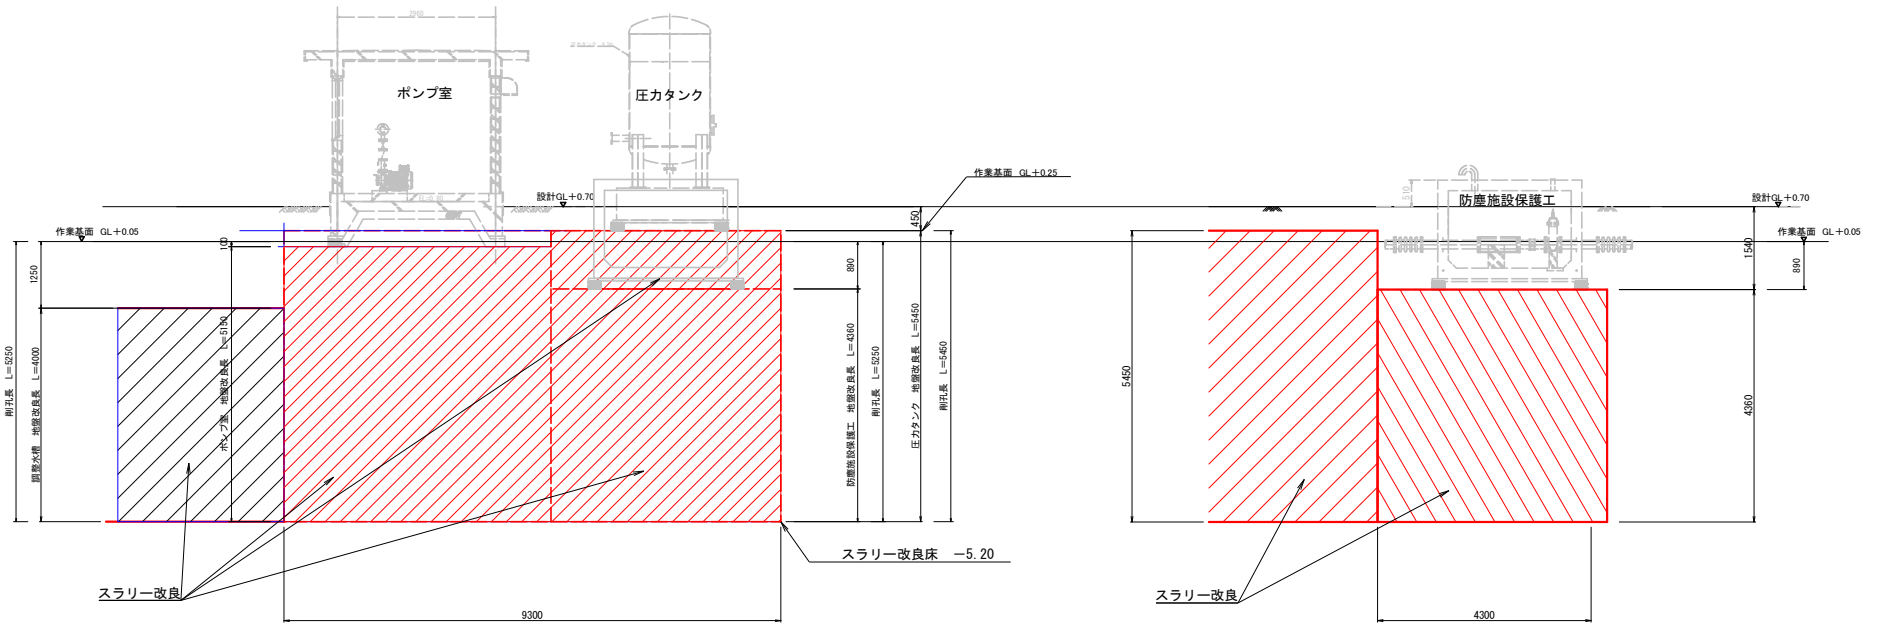 2960
ポンプ室
圧力タンク
設計GL＋0.70
作業基面 GL＋0.25
作業基面 GL＋0.05
450
100
1250
890
削孔長 L＝5250
調整水槽 地盤改良長 L＝4000
ポンプ室 地盤改良長 L＝5150
防塵施設保護工 地盤改良長 L＝4360
削孔長 L＝5250
圧力タンク 地盤改良長 L＝5450
削孔長 L＝5450
スラリー改良床 －5.20
スラリー改良
9300
510
防塵施設保護工
設計GL＋0.70
作業基面 GL＋0.05
1540
890
5450
4360
スラリー改良
4300